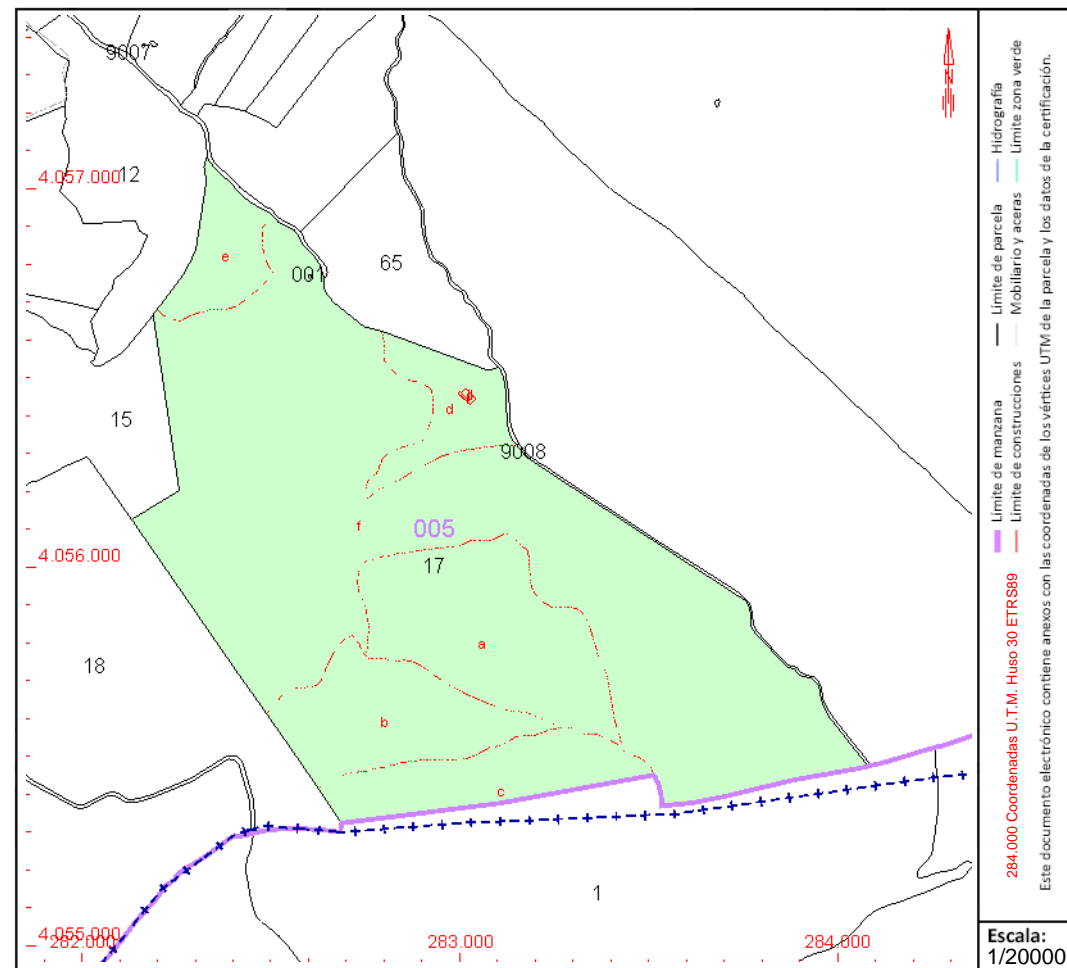 9007
N
4.057.000
12
e
001
65
15
d
9008
f
005
17
4.056.000
18
a
b
c
1
4.055.000
282.000
283.000
284.000
Límite de manzana
Límite de parcela
Hidrografía
Límite de construcciones
Mobiliario y aceras
Límite zona verde
284.000 Coordenadas U.T.M. Huso 30 ETRS89
Este documento electrónico contiene anexos con las coordenadas de los vértices UTM de la parcela y los datos de la certificación.
Escala:
1/20000